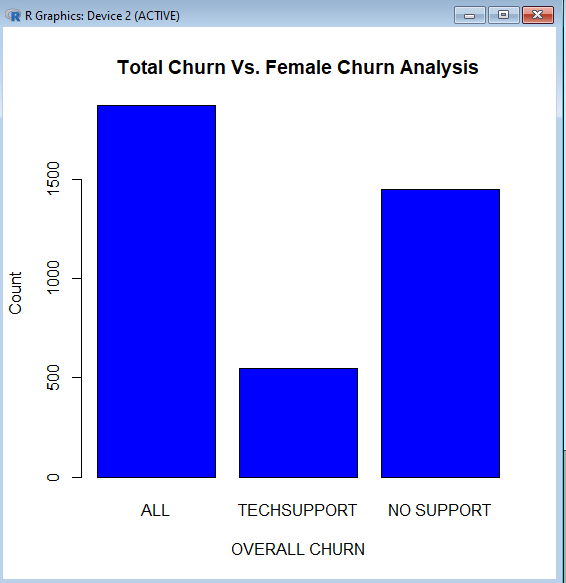 R Graphics: Device 2 (ACTIVE)
Total Churn Vs. Female Churn Analysis
1500
1000
500
0
Count
ALL
TECHSUPPORT
NO SUPPORT
OVERALL CHURN